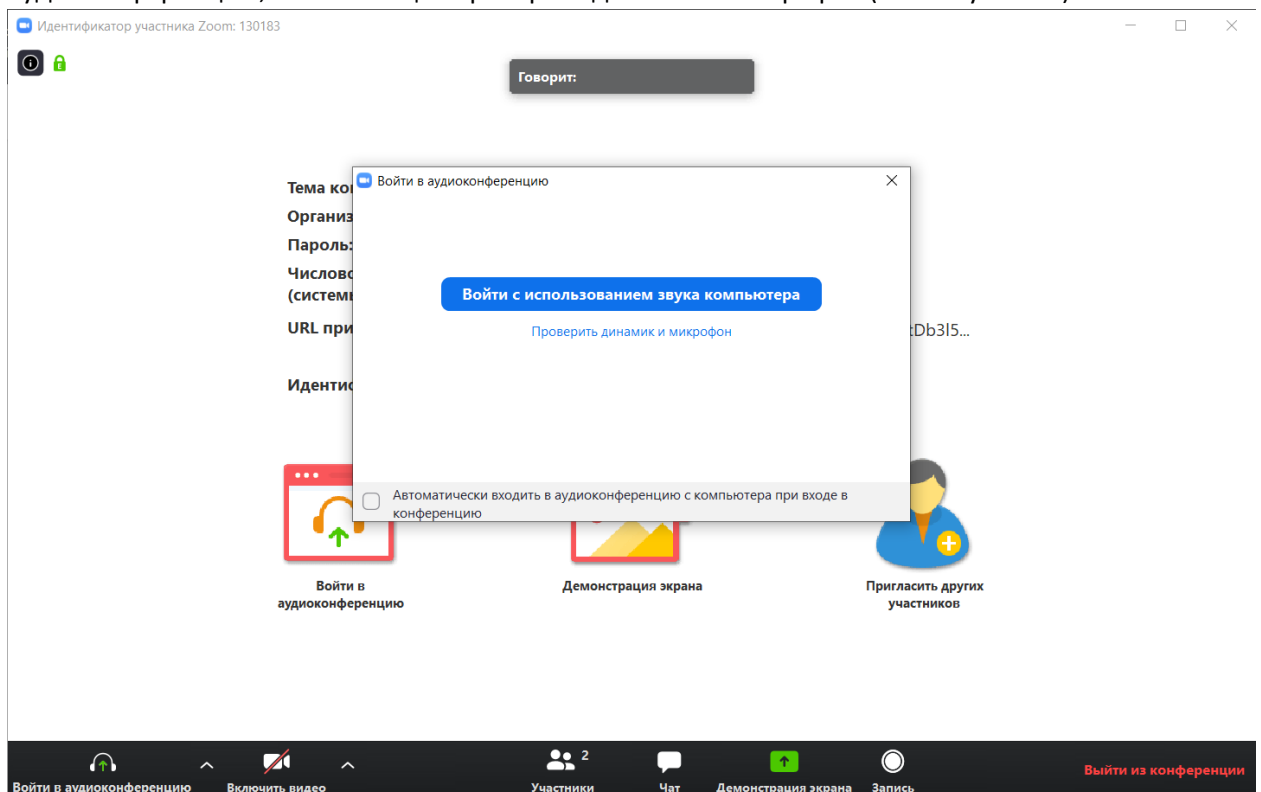 Идентификатор участника Zoom: 130183
Говорит:
Войти в аудиоконференцию
Тема
Организ
Пароль:
Числово
(систем
URL при
Db3l5...
Войти с использованием звука компьютера
Проверить динамик и микрофон
Идентис
Автоматически входить в аудиоконференцию с компьютера при входе в
конференцию
Войти в
аудиоконференцию
Демонстрация экрана
Пригласить других
участников
2
Войти в аудиоконференцию
Включить видео
Участники
Чат
Демонстрация экрана
Запись
Выйти из конференции